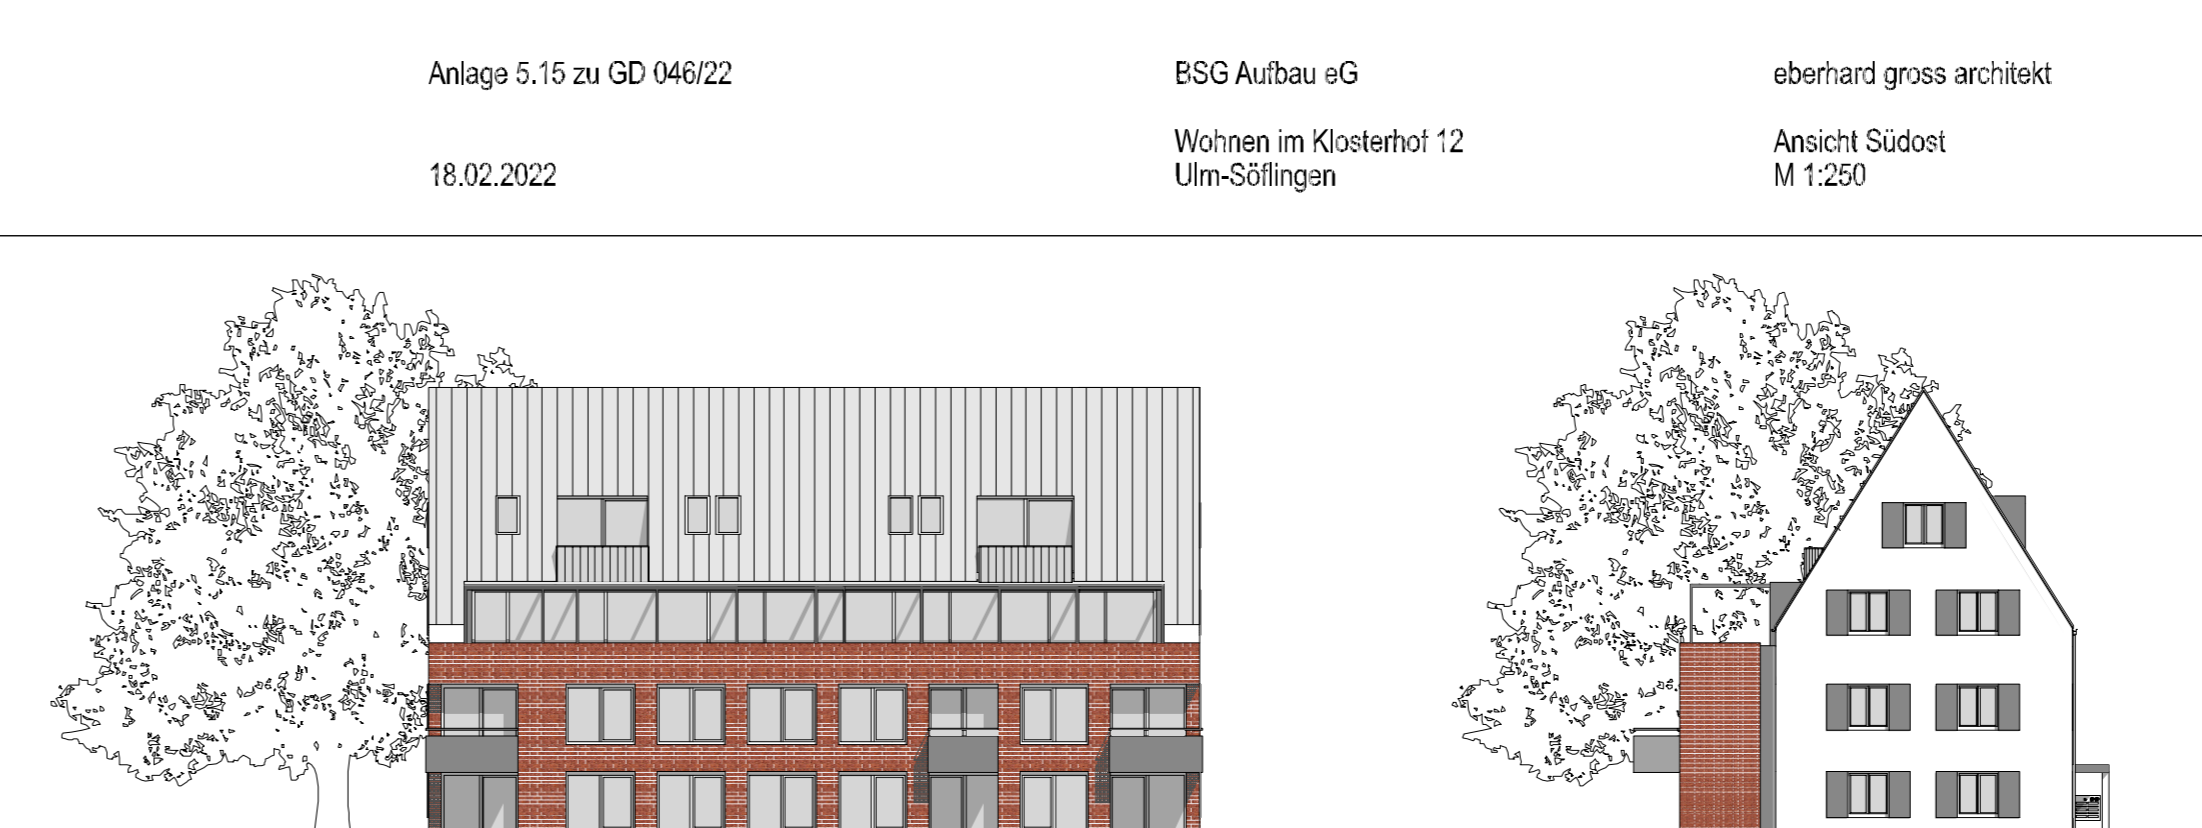 Anlage 5.15 zu GD 046/22
18.02.2022
BSG Aufbau eG
Wohnen im Klosterhof 12
Ulm-Söflingen
eberhard gross architekt
Ansicht Südost
M 1:250